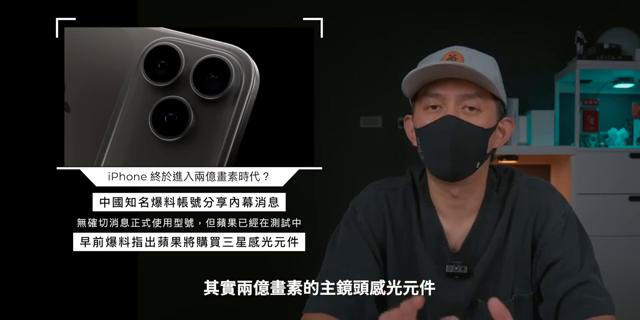 iPhone 終於進入兩億畫素時代？
中國知名爆料帳號分享內幕消息
無確切消息正式使用型號，但蘋果已經在測試中
早前爆料指出蘋果將購買三星感光元件
其實兩億畫素的主鏡頭感光元件